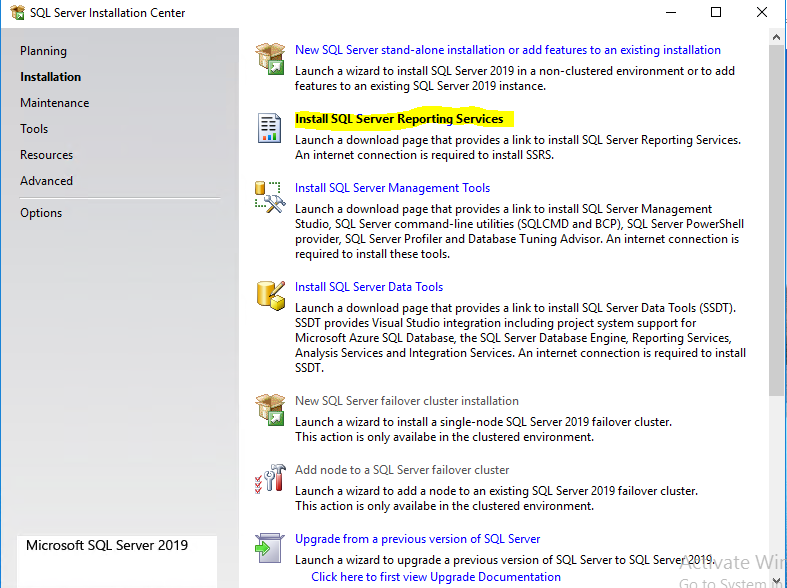 SQL Server Installation Center
Planning
Installation
Maintenance
Tools
Resources
Advanced
Options
New SQL Server stand-alone installation or add features to an existing installation
Launch a wizard to install SQL Server 2019 in a non-clustered environment or to add
features to an existing SQL Server 2019 instance.
Install SQL Server Reporting Services
Launch a download page that provides a link to install SQL Server Reporting Services.
An internet connection is required to install SSRS.
Install SQL Server Management Tools
Launch a download page that provides a link to install SQL Server Management
Studio, SQL Server command-line utilities (SQLCMD and BCP), SQL Server PowerShell
provider, SQL Server Profiler and Database Tuning Advisor. An internet connection is
required to install these tools.
Install SQL Server Data Tools
Launch a download page that provides a link to install SQL Server Data Tools (SSDT).
SSDT provides Visual Studio integration including project system support for
Microsoft Azure SQL Database, the SQL Server Database Engine, Reporting Services,
Analysis Services and Integration Services. An internet connection is required to install
SSDT.
New SQL Server failover cluster installation
Launch a wizard to install a single-node SQL Server 2019 failover cluster.
This action is only availabe in the clustered environment.
Add node to a SQL Server failover cluster
Launch a wizard to add a node to an existing SQL Server 2019 failover cluster.
This action is only availabe in the clustered environment.
Upgrade from a previous version of SQL Server
Launch a wizard to upgrade a previous version of SQL Server to SQL Server 2019.
Click here to first view Upgrade Documentation
Microsoft SQL Server 2019
Activate Wi
Go to System in